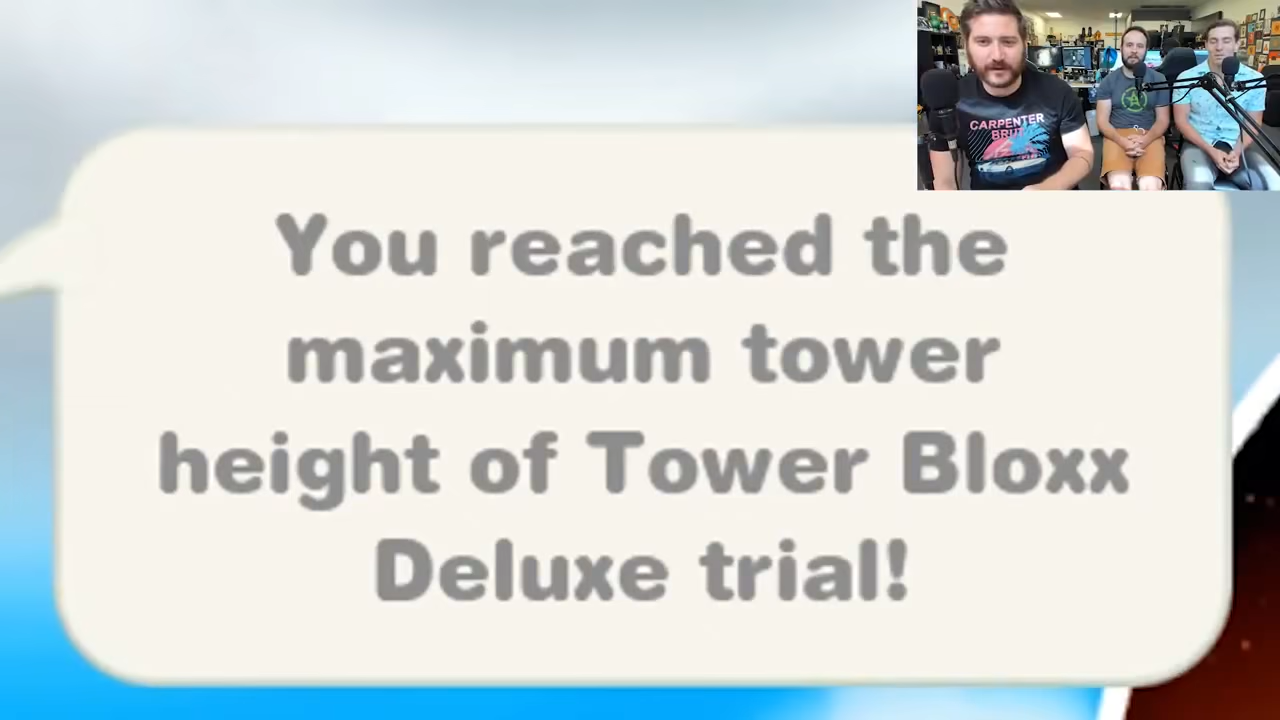 CARPENTER
BRUT
You reached the
maximum tower
height of Tower Bloxx
Deluxe trial!